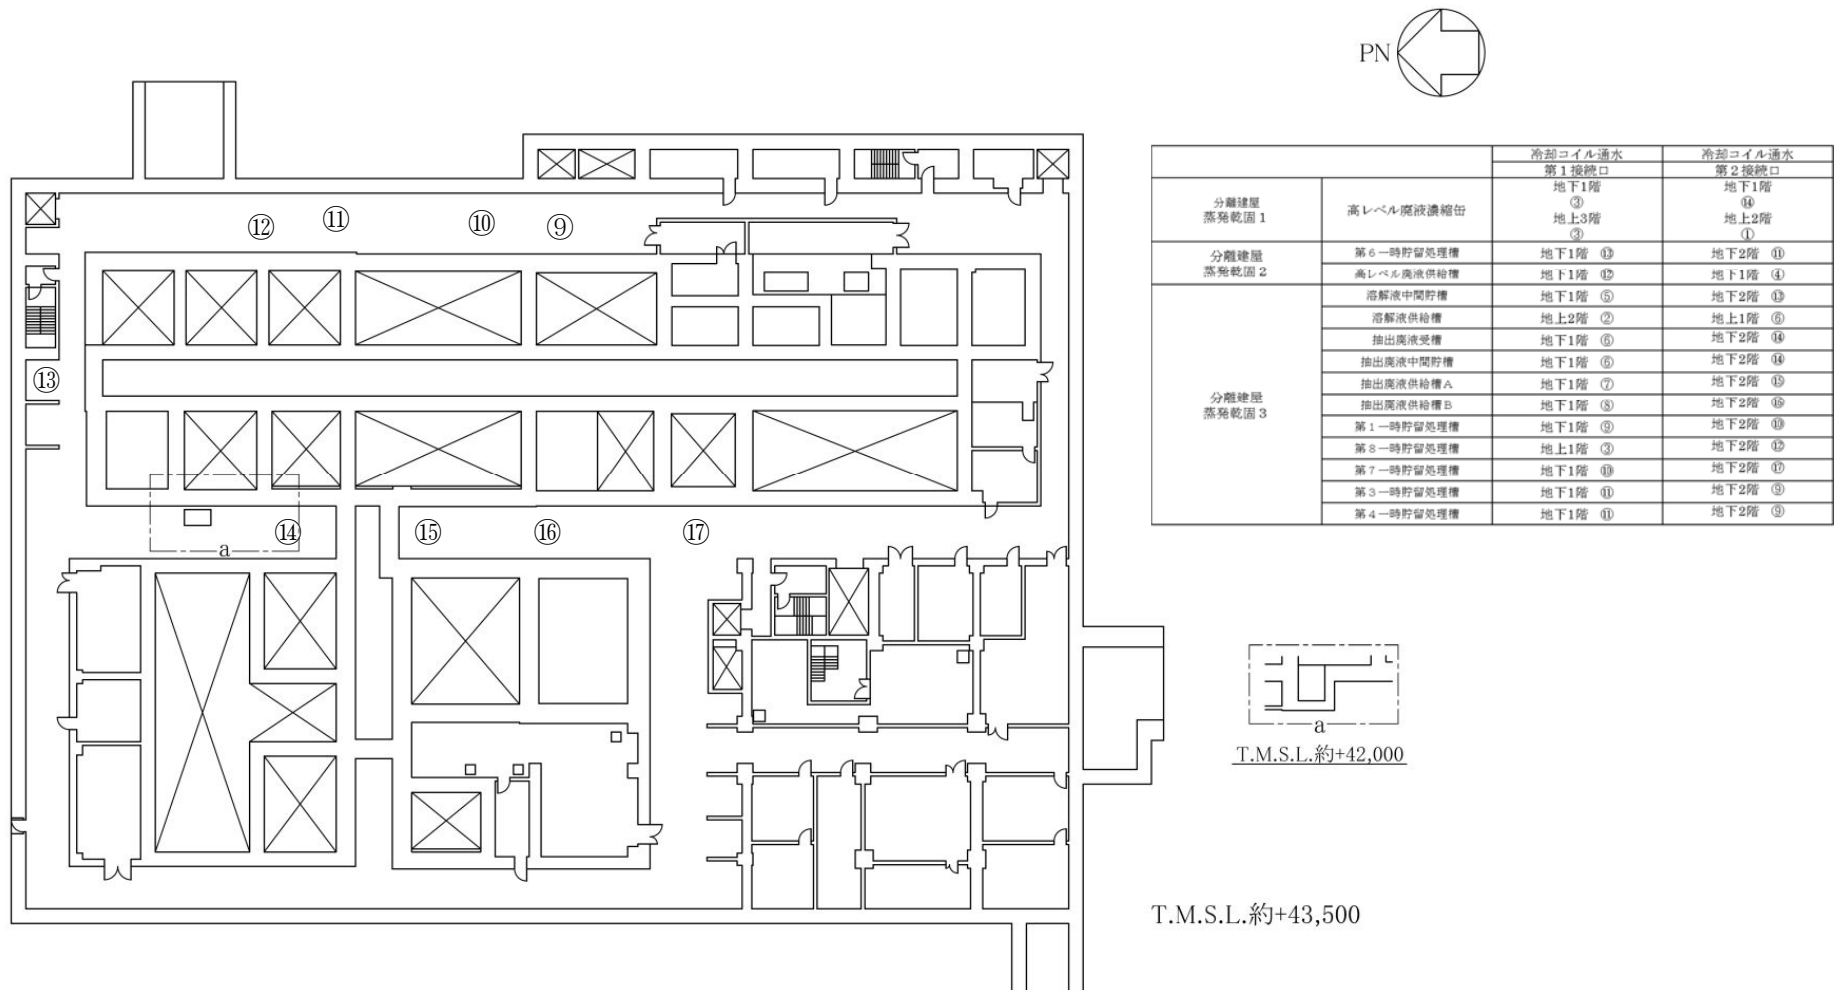 PN
冷却コイル通水 冷却コイル通水
第1接続口 第2接続口
分離建屋
蒸発乾固1
高レベル廃液濃縮缶
地下1階
③
地上3階
③
地下1階
⑭
地上2階
①
分離建屋
蒸発乾固2
第6一時貯留処理槽 地下1階 ⑬ 地下2階 ⑪
高レベル廃液供給槽 地下1階 ⑫ 地下1階 ④
分離建屋
蒸発乾固3
溶解液中間貯槽 地下1階 ⑤ 地下2階 ⑬
溶解液供給槽 地上2階 ② 地上1階 ⑥
抽出廃液受槽 地下1階 ⑥ 地下2階 ⑭
抽出廃液中間貯槽 地下1階 ⑥ 地下2階 ⑭
抽出廃液供給槽A 地下1階 ⑦ 地下2階 ⑮
抽出廃液供給槽B 地下1階 ⑧ 地下2階 ⑯
第1一時貯留処理槽 地下1階 ⑨ 地下2階 ⑩
第8一時貯留処理槽 地上1階 ③ 地下2階 ⑫
第7一時貯留処理槽 地下1階 ⑩ 地下2階 ⑰
第3一時貯留処理槽 地下1階 ⑪ 地下2階 ⑨
第4一時貯留処理槽 地下1階 ⑪ 地下2階 ⑨
⑫ ⑪ ⑩ ⑨
⑬
⑭ ⑮ ⑯ ⑰
a
a
T.M.S.L.約+42,000
T.M.S.L.約+43,500